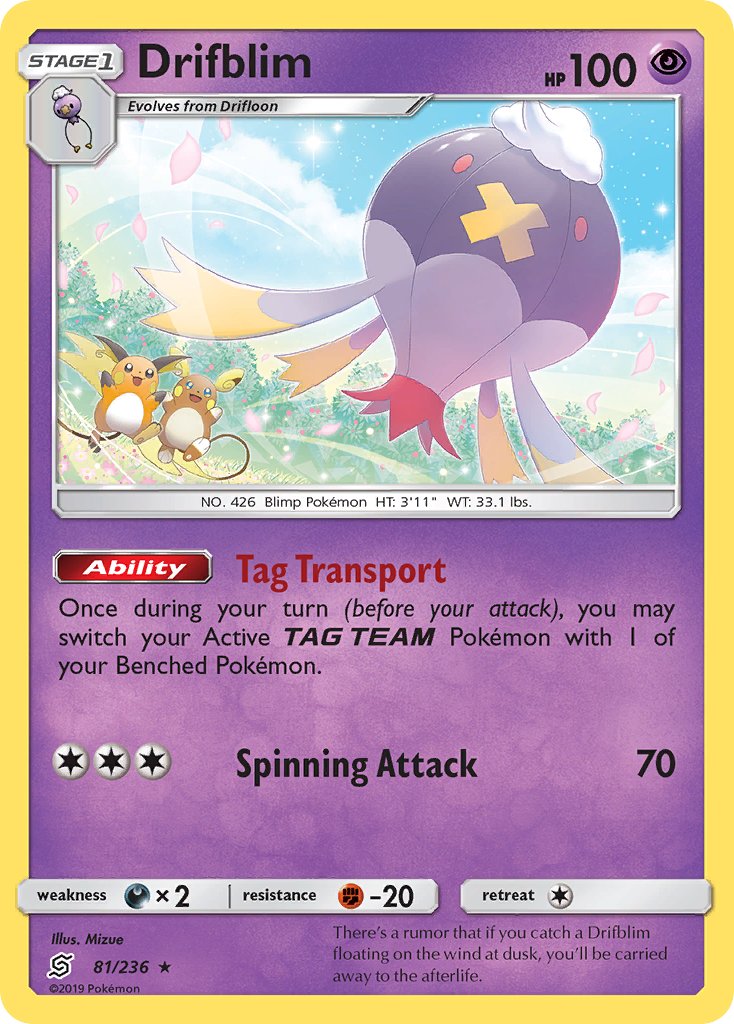 STAGE1
Drifblim
HP 100
Evolves from Drifloon
NO. 426 Blimp Pokémon HT: 3'11" WT: 33.1 lbs.
Ability Tag Transport
Once during your turn (before your attack), you may
switch your Active TAG TEAM Pokémon with 1 of
your Benched Pokémon.
Spinning Attack 70
weakness ×2 resistance -20 retreat
Illus. Mizue
81/236 ★
©2019 Pokémon
There's a rumor that if you catch a Drifblim
floating on the wind at dusk, you'll be carried
away to the afterlife.